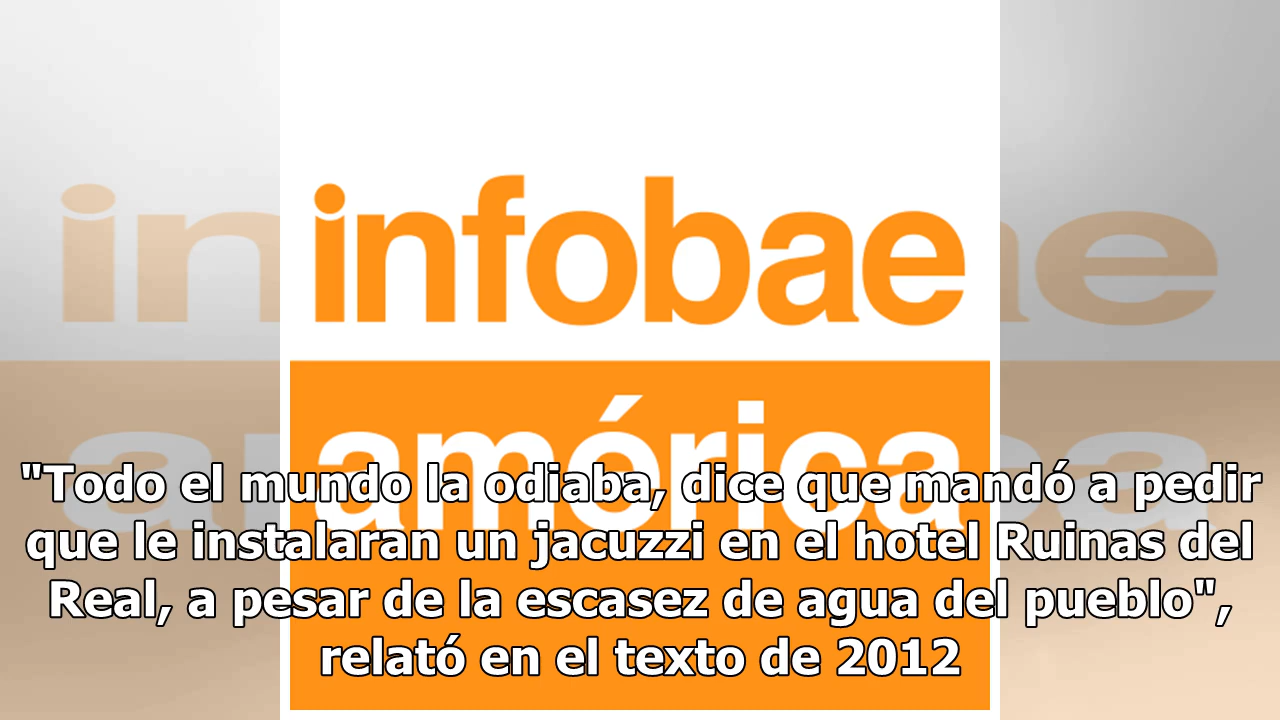 infobae
américa
"Todo el mundo la odiaba, dice que mandó a pedir
que le instalaran un jacuzzi en el hotel Ruinas del
Real, a pesar de la escasez de agua del pueblo",
relató en el texto de 2012